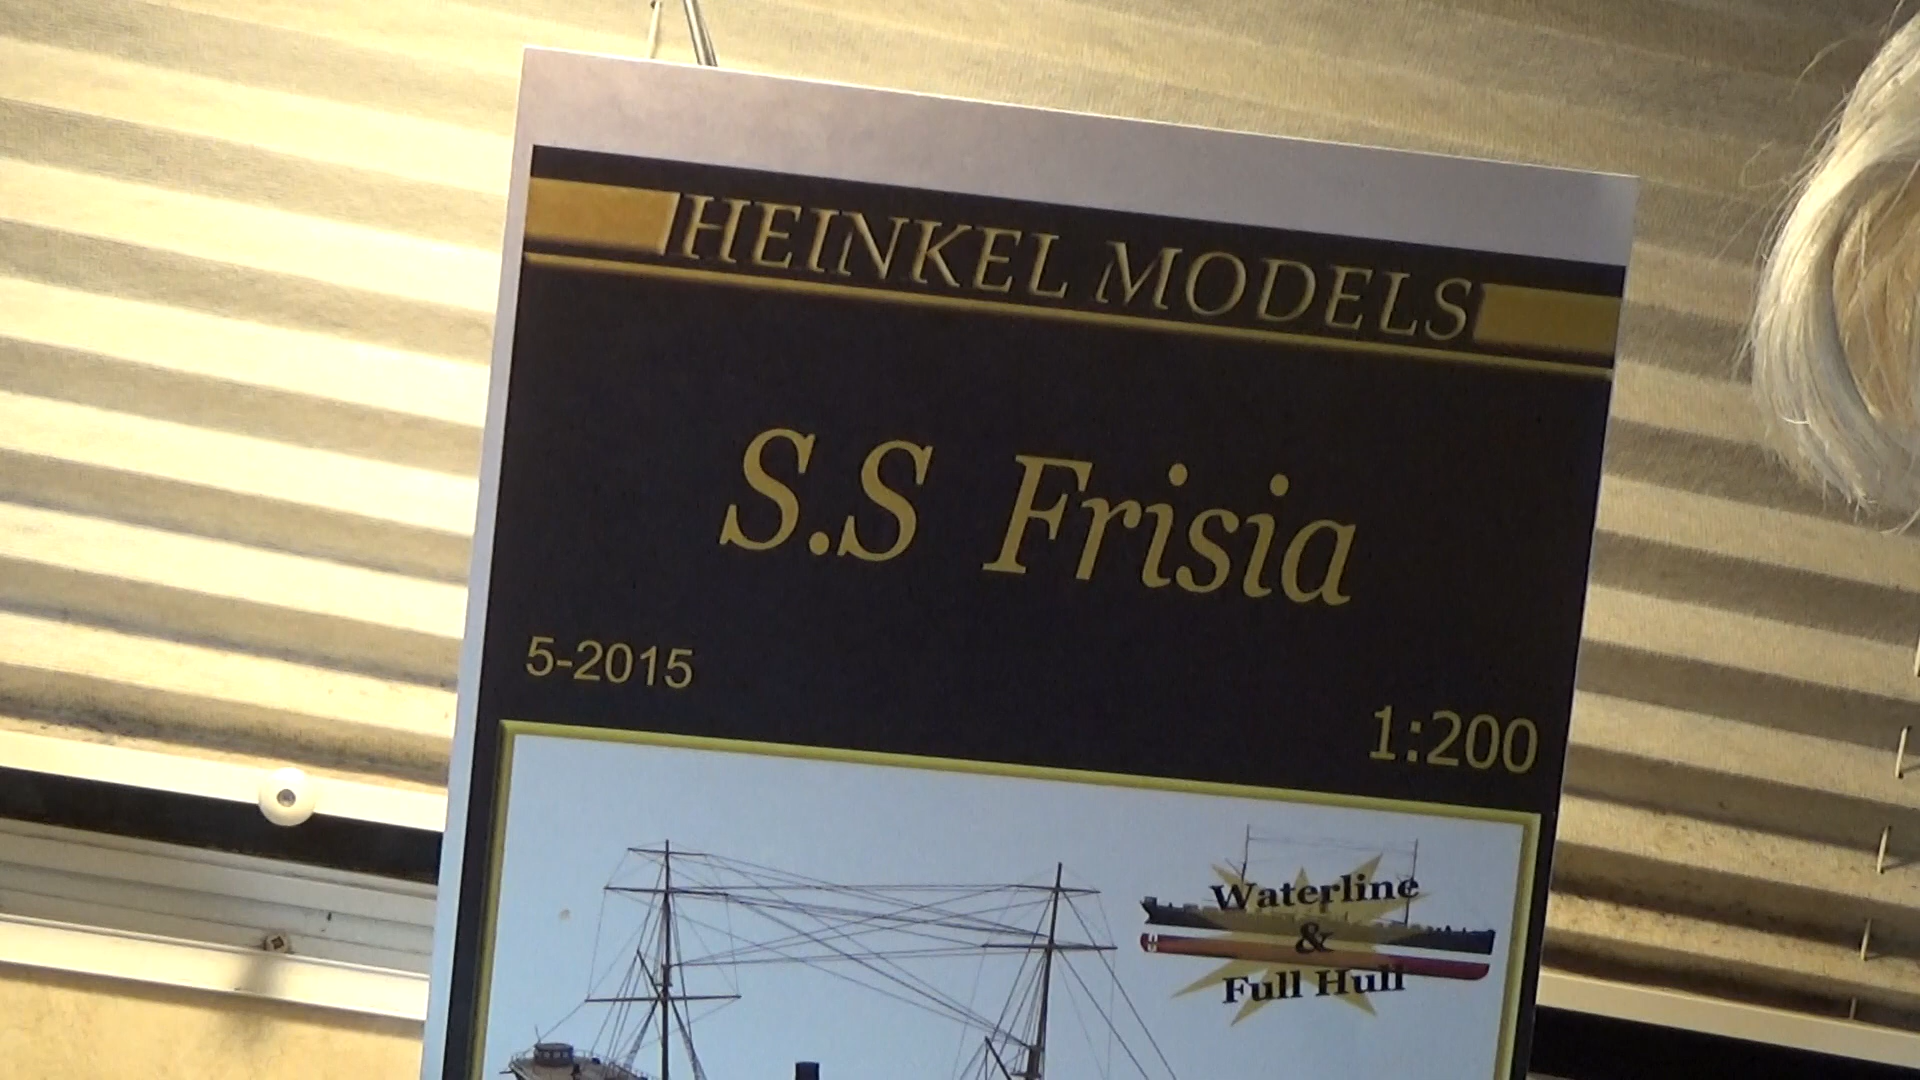 HEINKEL MODELS
S.S Frisia
5-2015
1:200
Waterline
&
Full Hull